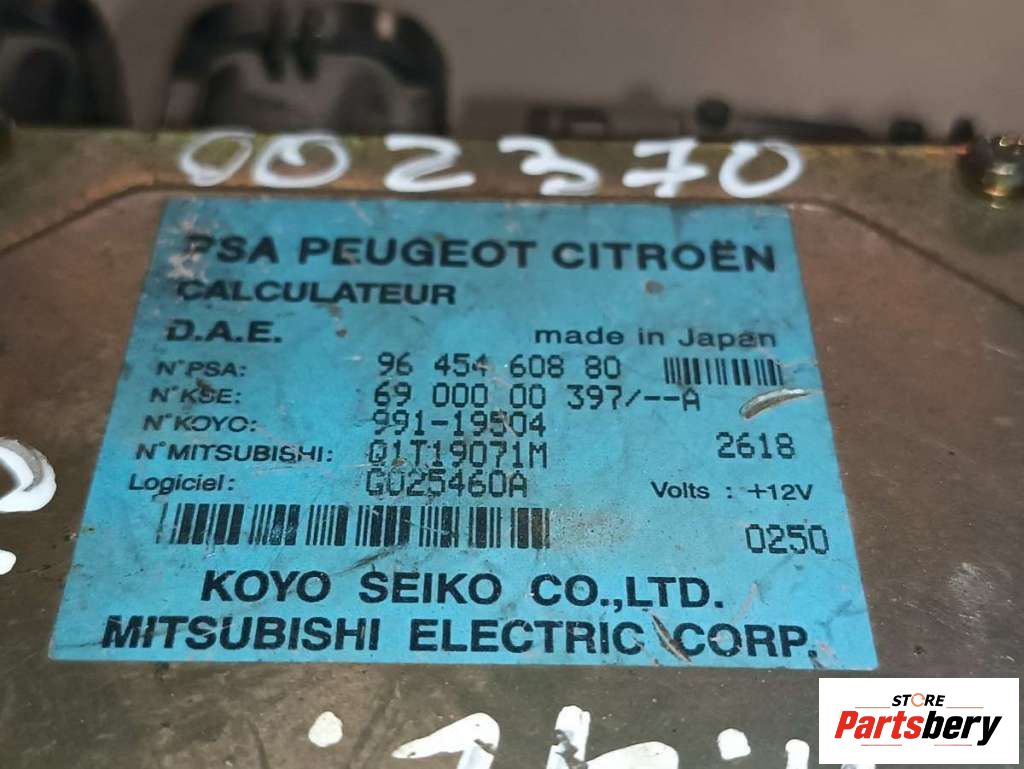 002370
PSA PEUGEOT CITROËN
CALCULATEUR
D.A.E. made in Japan
N°PSA: 96 454 608 80
N°KSE: 69 000 00 397/--A
N°KOYO: 991-19504
N°MITSUBISHI: Q1T19071M 2618
Logiciel: G025460A Volts : +12V
0250
KOYO SEIKO CO.,LTD.
MITSUBISHI ELECTRIC CORP.
STORE
Partsbery